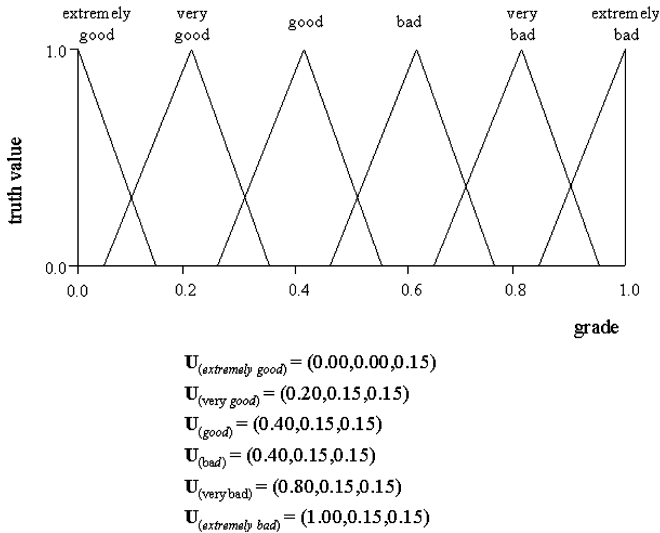 extremely good
very good
good
bad
very bad
extremely bad
1.0
truth value
0.0
0.0 0.2 0.4 0.6 0.8 1.0
grade
U(extremely good) = (0.00,0.00,0.15)
U(very good) = (0.20,0.15,0.15)
U(good) = (0.40,0.15,0.15)
U(bad) = (0.40,0.15,0.15)
U(very bad) = (0.80,0.15,0.15)
U(extremely bad) = (1.00,0.15,0.15)